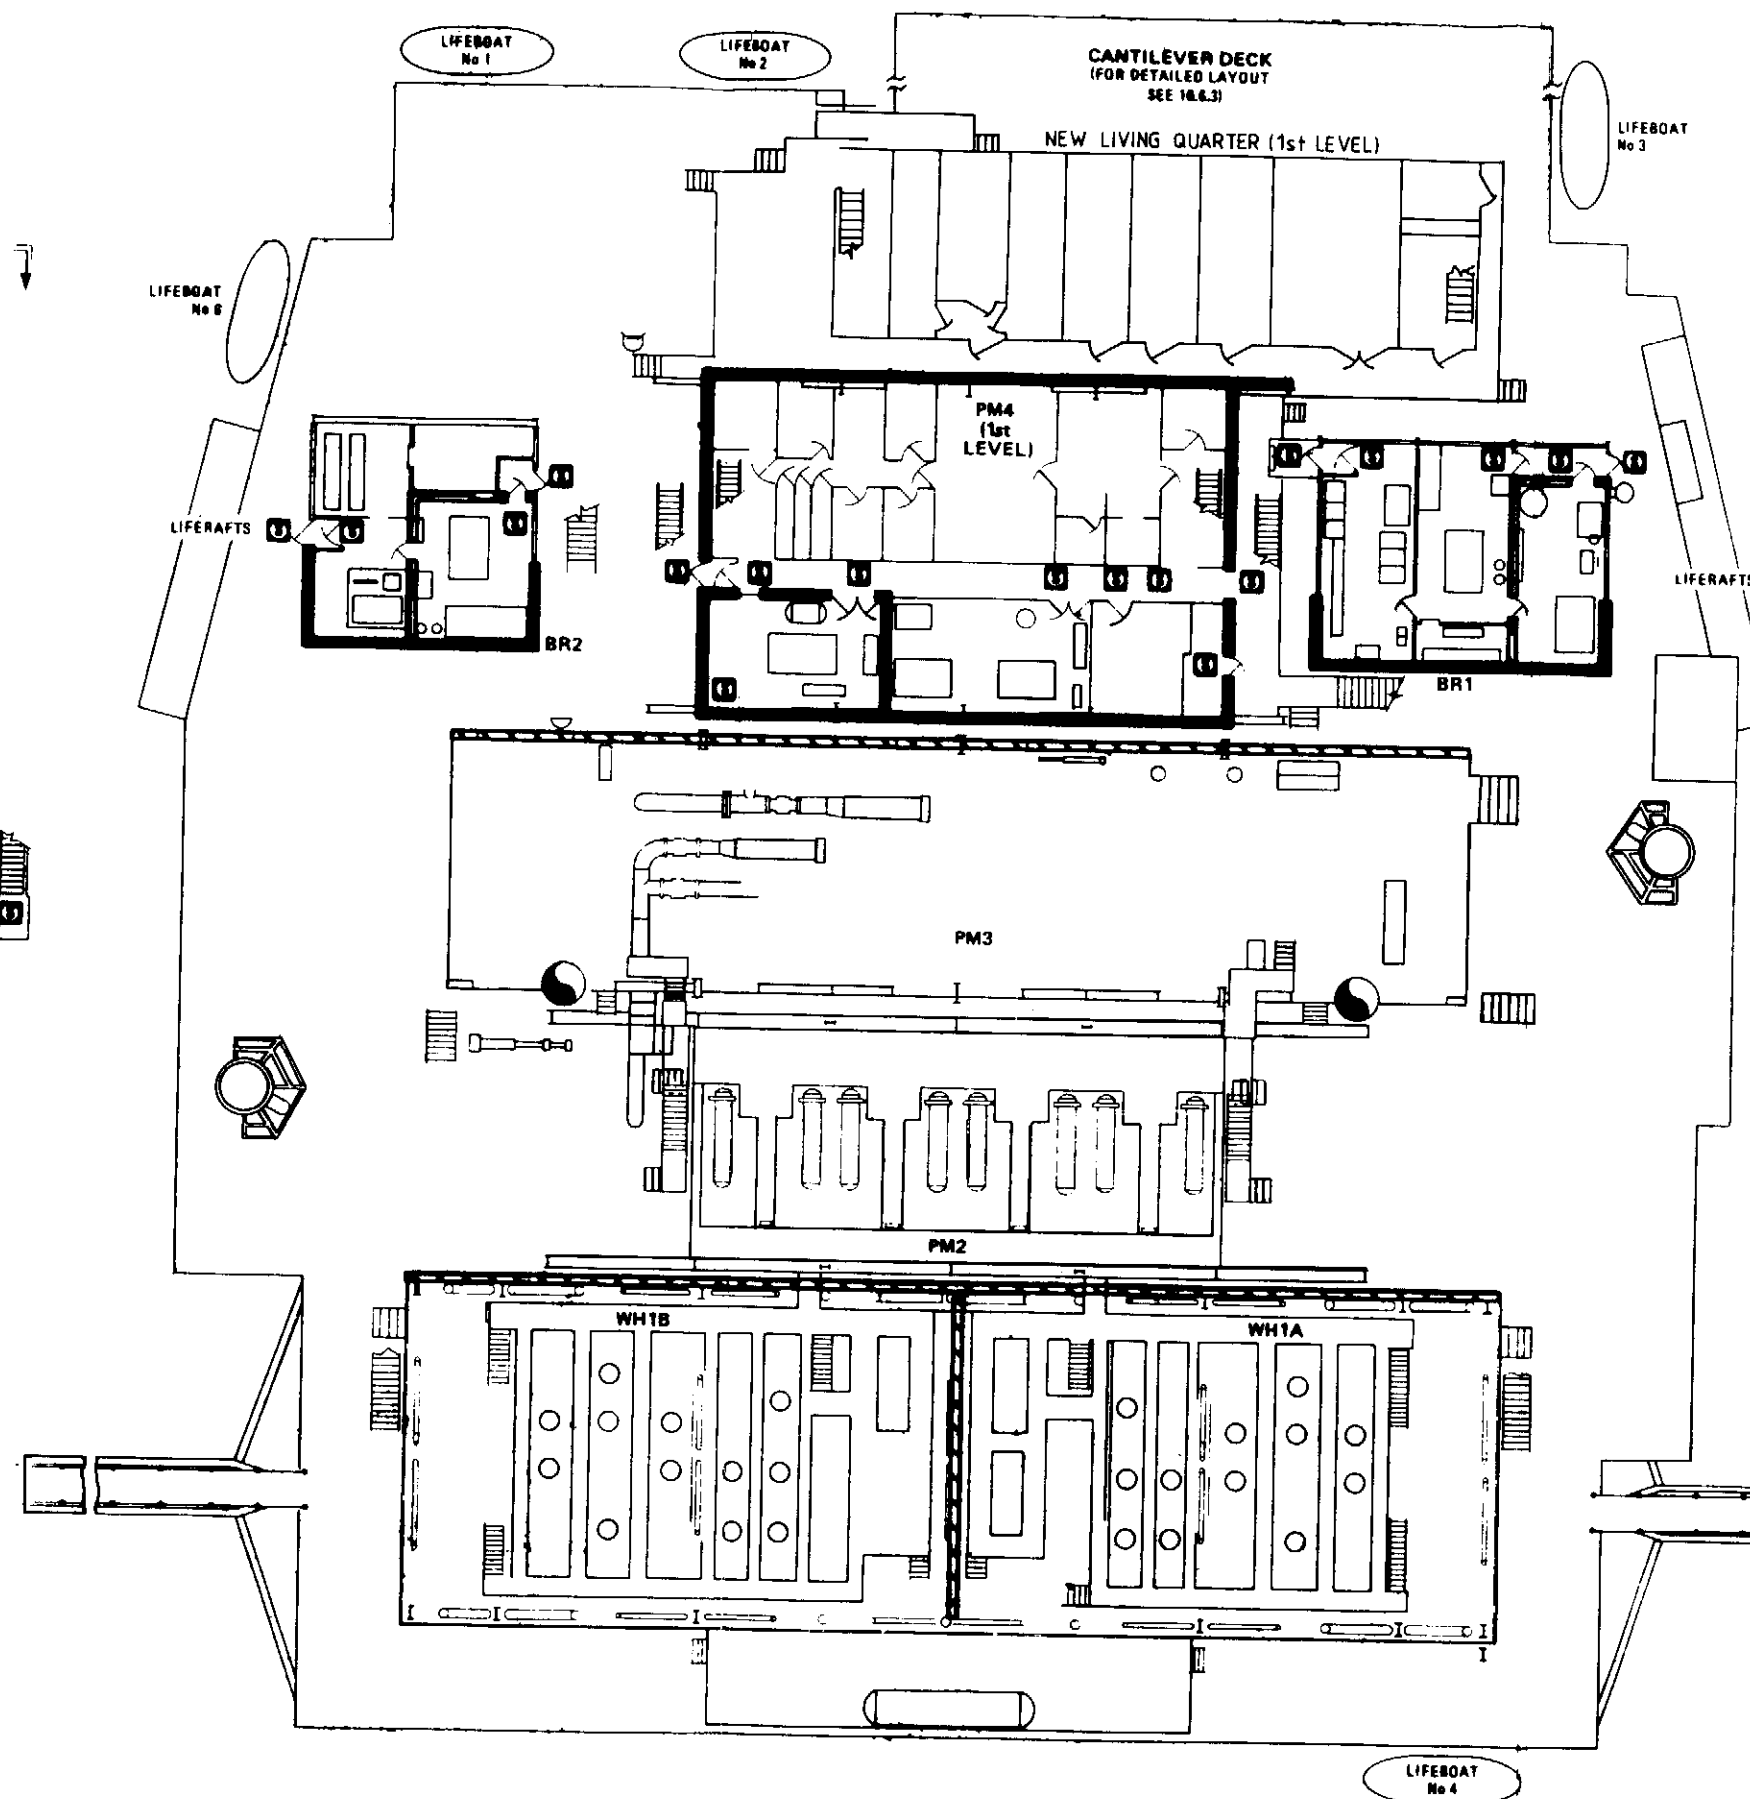 LIFEBOAT
No 1
LIFEBOAT
No 2
CANTILEVER DECK
(FOR DETAILED LAYOUT
SEE 10.6.3)
LIFEBOAT
No 3
NEW LIVING QUARTER (1st LEVEL)
LIFEBOAT
No 6
PM4
(1st
LEVEL)
LIFERAFTS
LIFERAFTS
BR2
BR1
PM3
PM2
WH1B
WH1A
LIFEBOAT
No 4